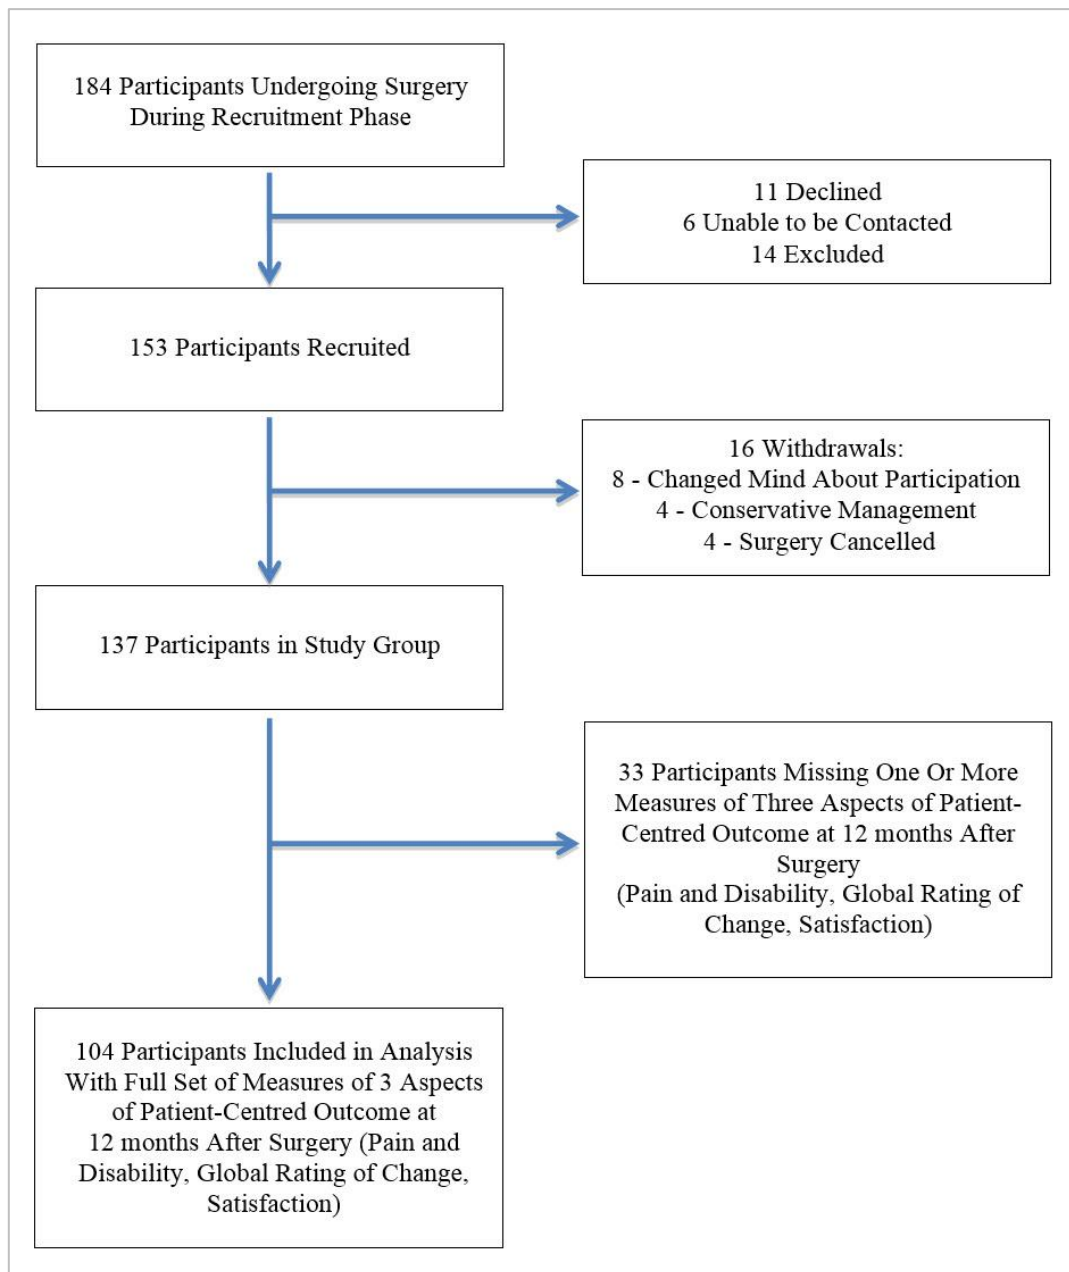 184 Participants Undergoing Surgery
During Recruitment Phase
11 Declined
6 Unable to be Contacted
14 Excluded
153 Participants Recruited
16 Withdrawals:
8 - Changed Mind About Participation
4 - Conservative Management
4 - Surgery Cancelled
137 Participants in Study Group
33 Participants Missing One Or More
Measures of Three Aspects of Patient-
Centred Outcome at 12 months After
Surgery
(Pain and Disability, Global Rating of
Change, Satisfaction)
104 Participants Included in Analysis
With Full Set of Measures of 3 Aspects
of Patient-Centred Outcome at
12 months After Surgery (Pain and
Disability, Global Rating of Change,
Satisfaction)